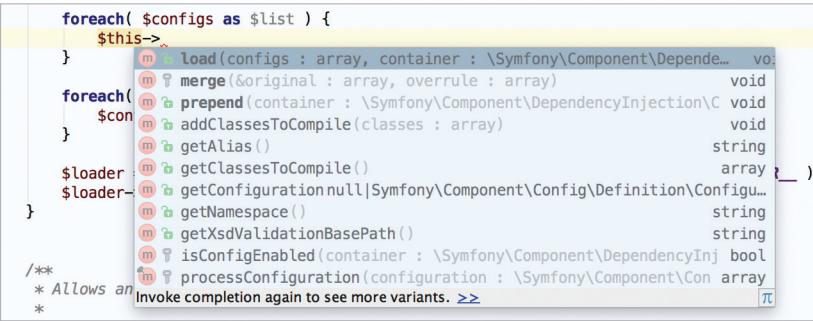 foreach( $configs as $list ) {
$this->
}
load(configs : array, container : \Symfony\Component\Depende… vo
merge(&original : array, overrule : array) void
foreach(
prepend(container : \Symfony\Component\DependencyInjection\C void
$con
addClassesToCompile(classes : array) void
}
getAlias() string
getClassesToCompile() array
$loader
__ )
getConfiguration null|Symfony\Component\Config\Definition\Configu…
$loader-
getNamespace() string
}
getXsdValidationBasePath() string
isConfigEnabled(container : \Symfony\Component\DependencyInj bool
/**
processConfiguration(configuration : \Symfony\Component\Con array
* Allows an
Invoke completion again to see more variants. >>
π
*